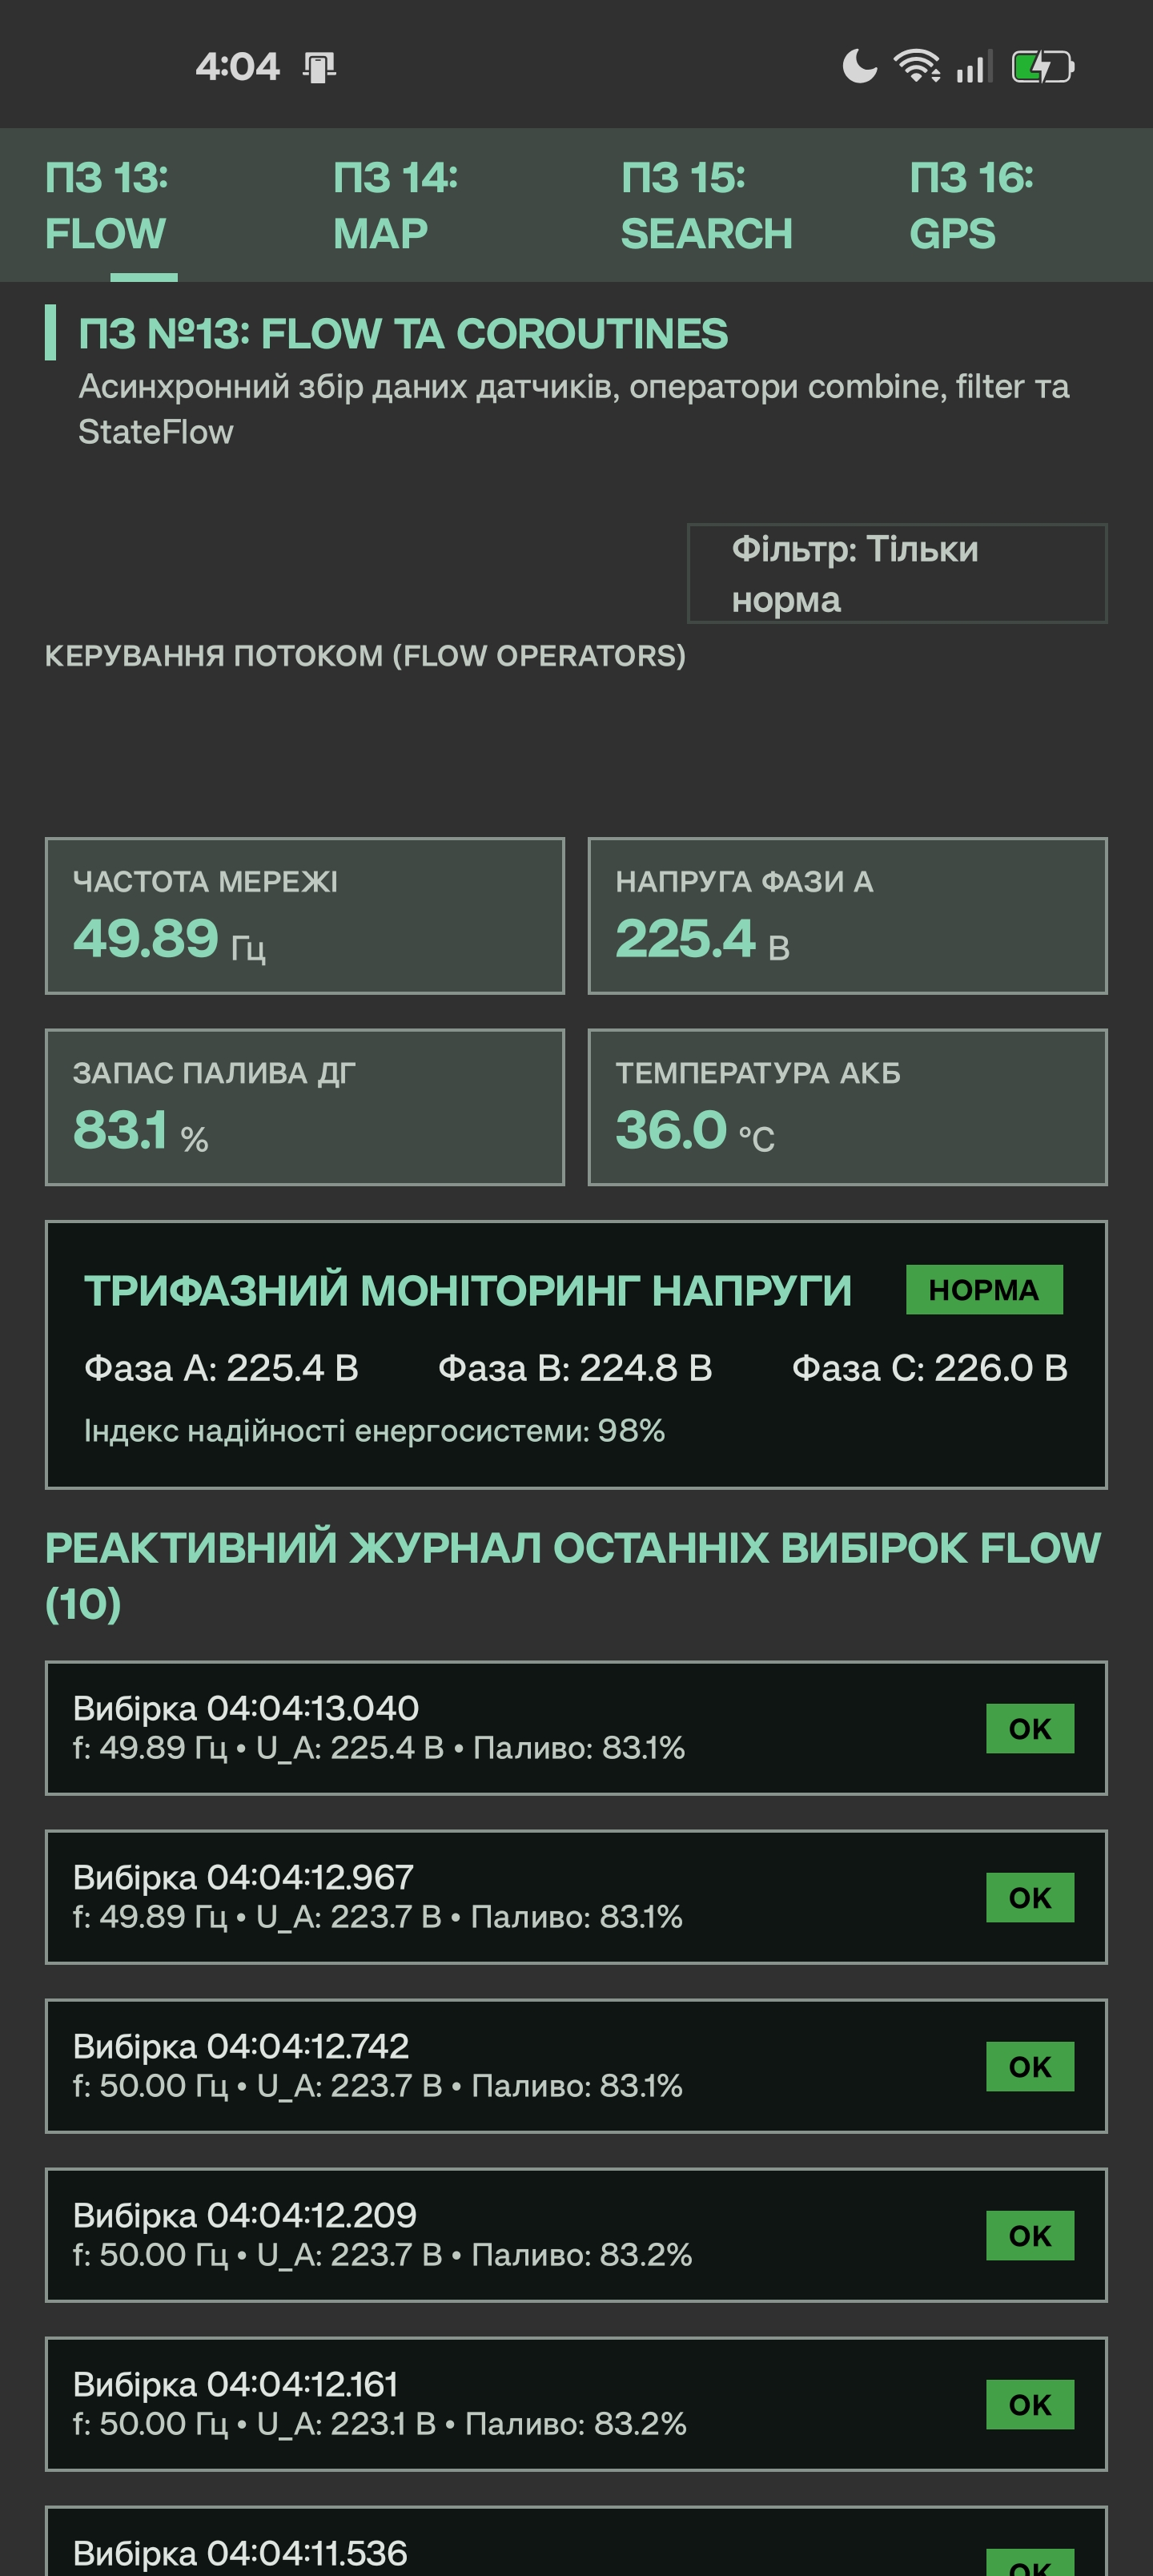 4:04
ПЗ 13:
FLOW
ПЗ 14:
MAP
ПЗ 15:
SEARCH
ПЗ 16:
GPS
ПЗ №13: FLOW ТА COROUTINES
Асинхронний збір даних датчиків, оператори combine, filter та
StateFlow
Фільтр: Тільки
норма
КЕРУВАННЯ ПОТОКОМ (FLOW OPERATORS)
ЧАСТОТА МЕРЕЖІ
49.89 Гц
НАПРУГА ФАЗИ А
225.4 В
ЗАПАС ПАЛИВА ДГ
83.1 %
ТЕМПЕРАТУРА АКБ
36.0 °C
ТРИФАЗНИЙ МОНІТОРИНГ НАПРУГИ
НОРМА
Фаза А: 225.4 В
Фаза B: 224.8 В
Фаза C: 226.0 В
Індекс надійності енергосистеми: 98%
РЕАКТИВНИЙ ЖУРНАЛ ОСТАННІХ ВИБІРОК FLOW
(10)
Вибірка 04:04:13.040
f: 49.89 Гц • U_A: 225.4 В • Паливо: 83.1%
OK
Вибірка 04:04:12.967
f: 49.89 Гц • U_A: 223.7 В • Паливо: 83.1%
OK
Вибірка 04:04:12.742
f: 50.00 Гц • U_A: 223.7 В • Паливо: 83.1%
OK
Вибірка 04:04:12.209
f: 50.00 Гц • U_A: 223.7 В • Паливо: 83.2%
OK
Вибірка 04:04:12.161
f: 50.00 Гц • U_A: 223.1 В • Паливо: 83.2%
OK
Вибірка 04:04:11.536
OK